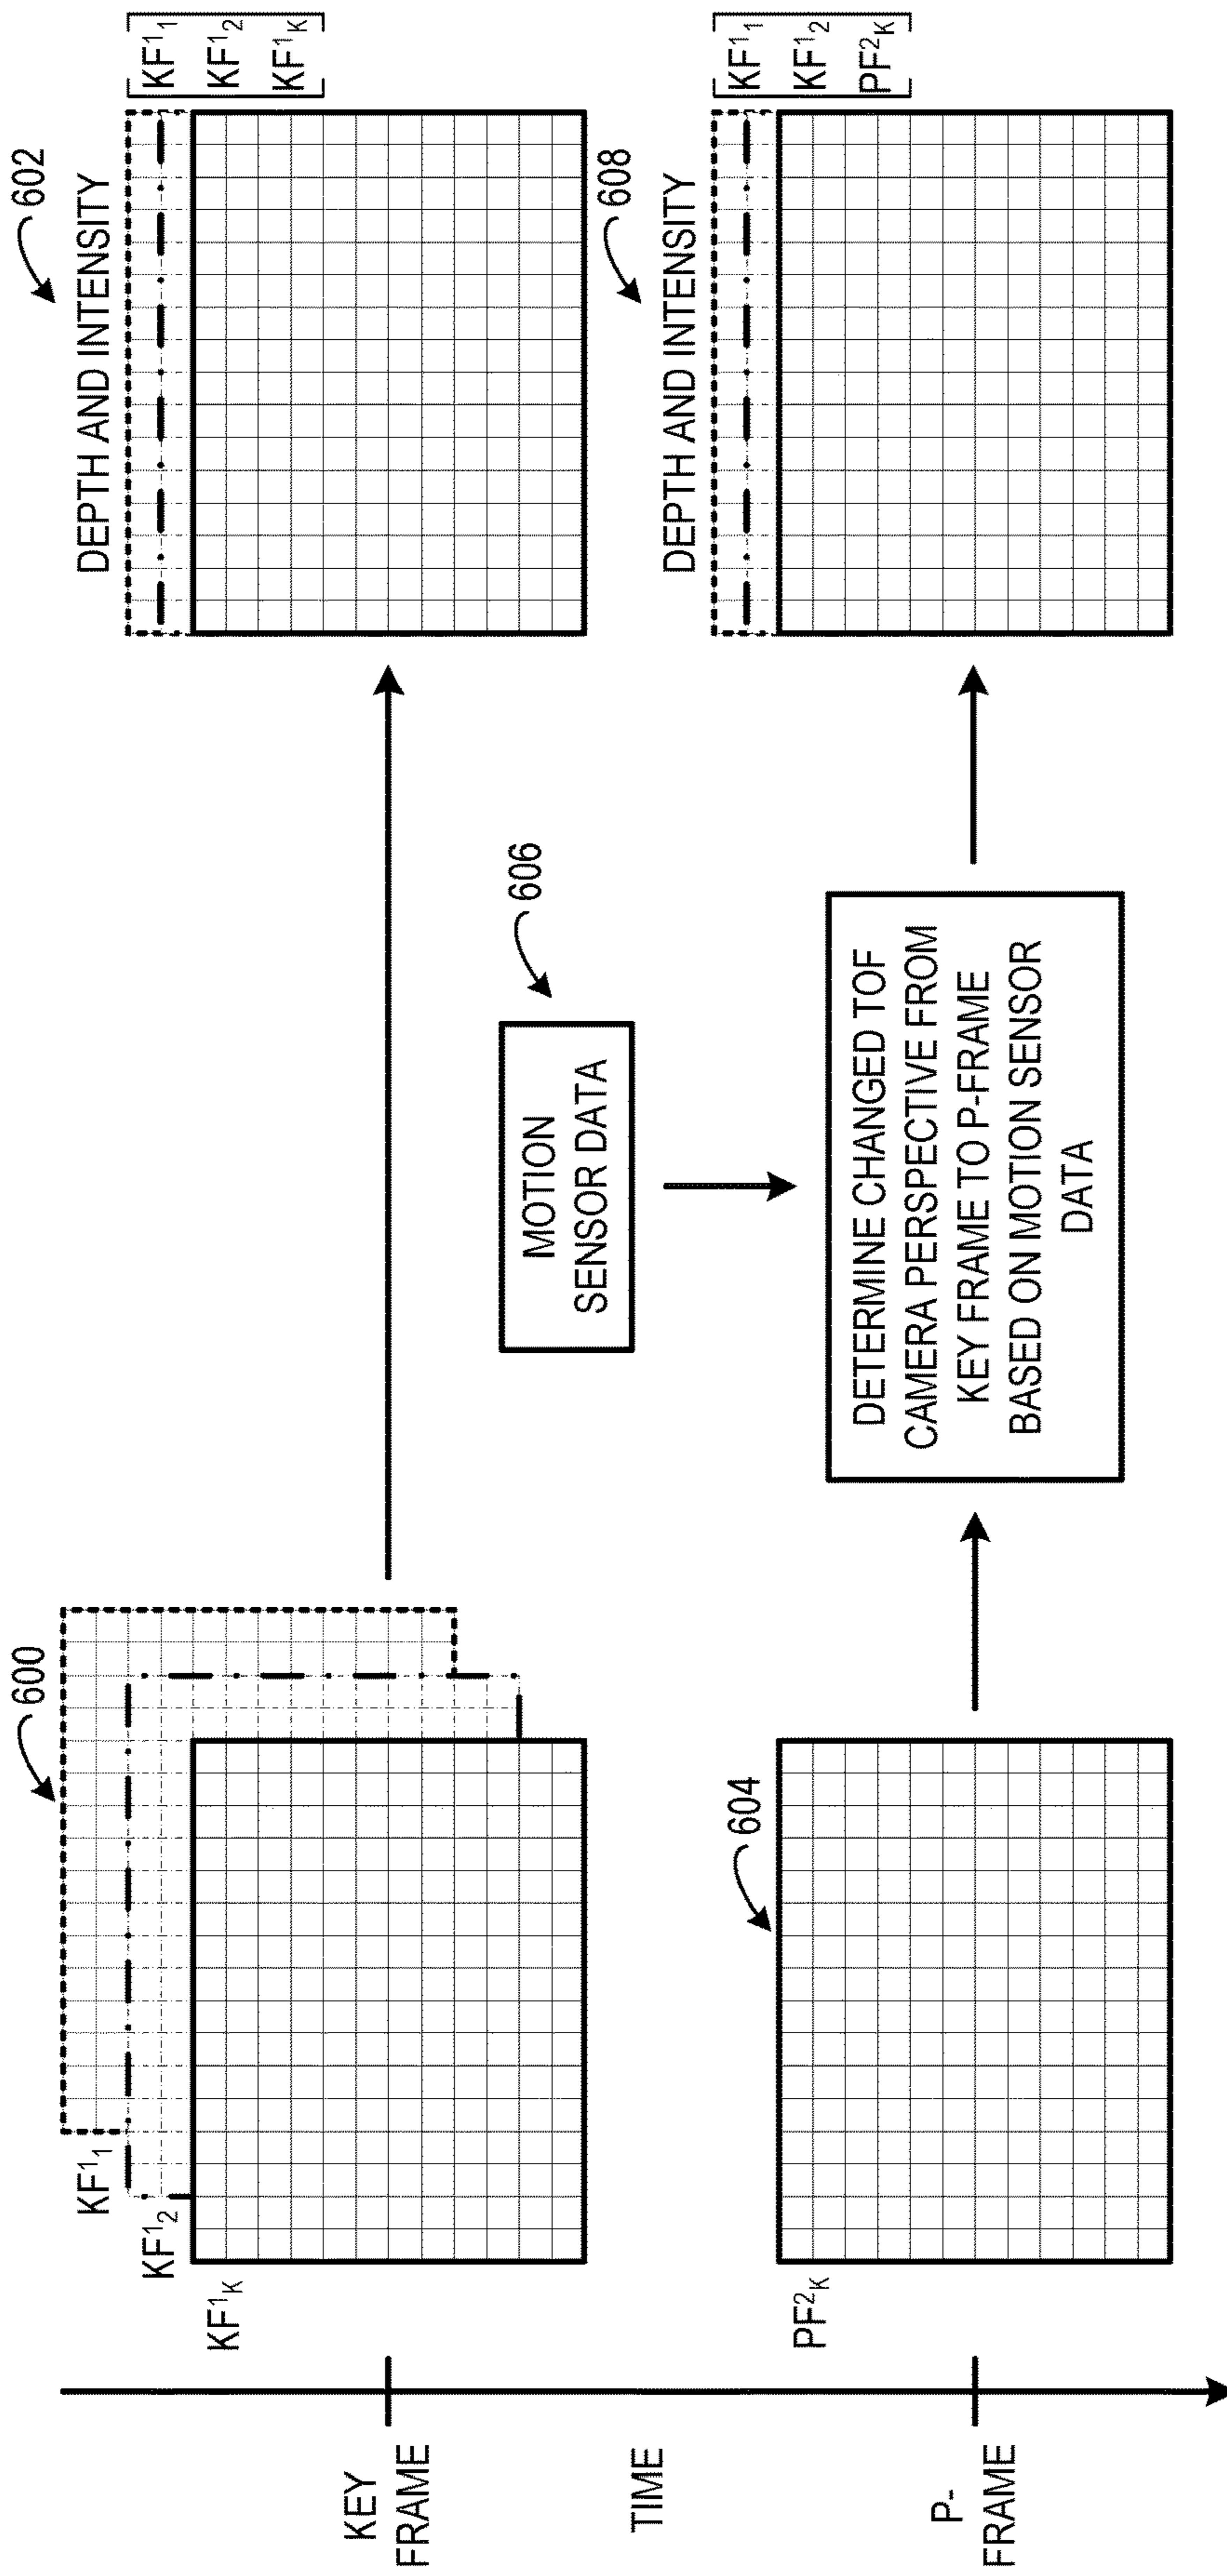 600
KF¹₁
KF¹₂
KF¹ₖ
KEY
FRAME
602
DEPTH AND INTENSITY
KF¹₁
KF¹₂
KF¹ₖ
TIME
MOTION
SENSOR DATA
606
P-
FRAME
PF²ₖ
604
DETERMINE CHANGED TOF
CAMERA PERSPECTIVE FROM
KEY FRAME TO P-FRAME
BASED ON MOTION SENSOR
DATA
608
DEPTH AND INTENSITY
KF¹₁
KF¹₂
PF²ₖ